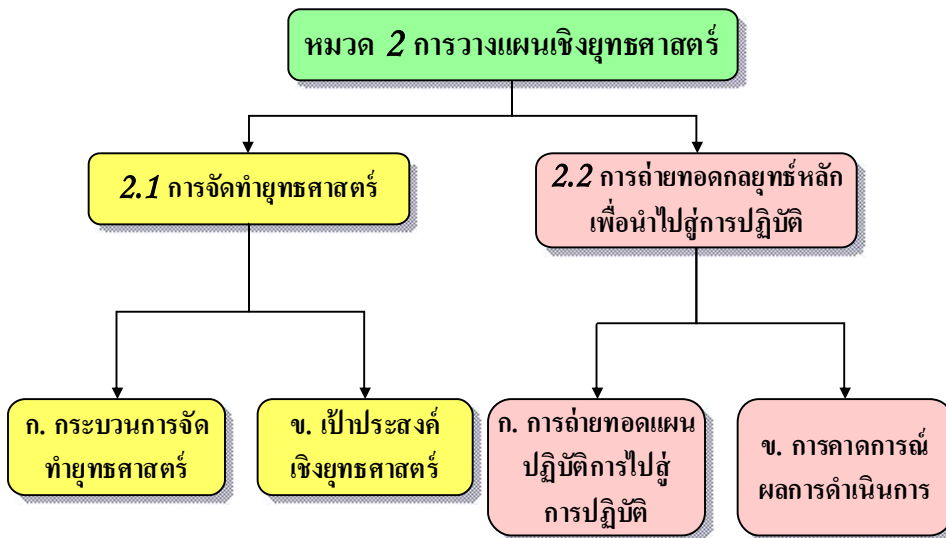 หมวด 2 การวางแผนเชิงยุทธศาสตร์
2.1 การจัดทำยุทธศาสตร์
2.2 การถ่ายทอดกลยุทธ์หลัก
เพื่อนำไปสู่การปฏิบัติ
ก. กระบวนการจัด
ทำยุทธศาสตร์
ข. เป้าประสงค์
เชิงยุทธศาสตร์
ก. การถ่ายทอดแผน
ปฏิบัติการไปสู่
การปฏิบัติ
ข. การคาดการณ์
ผลการดำเนินการ